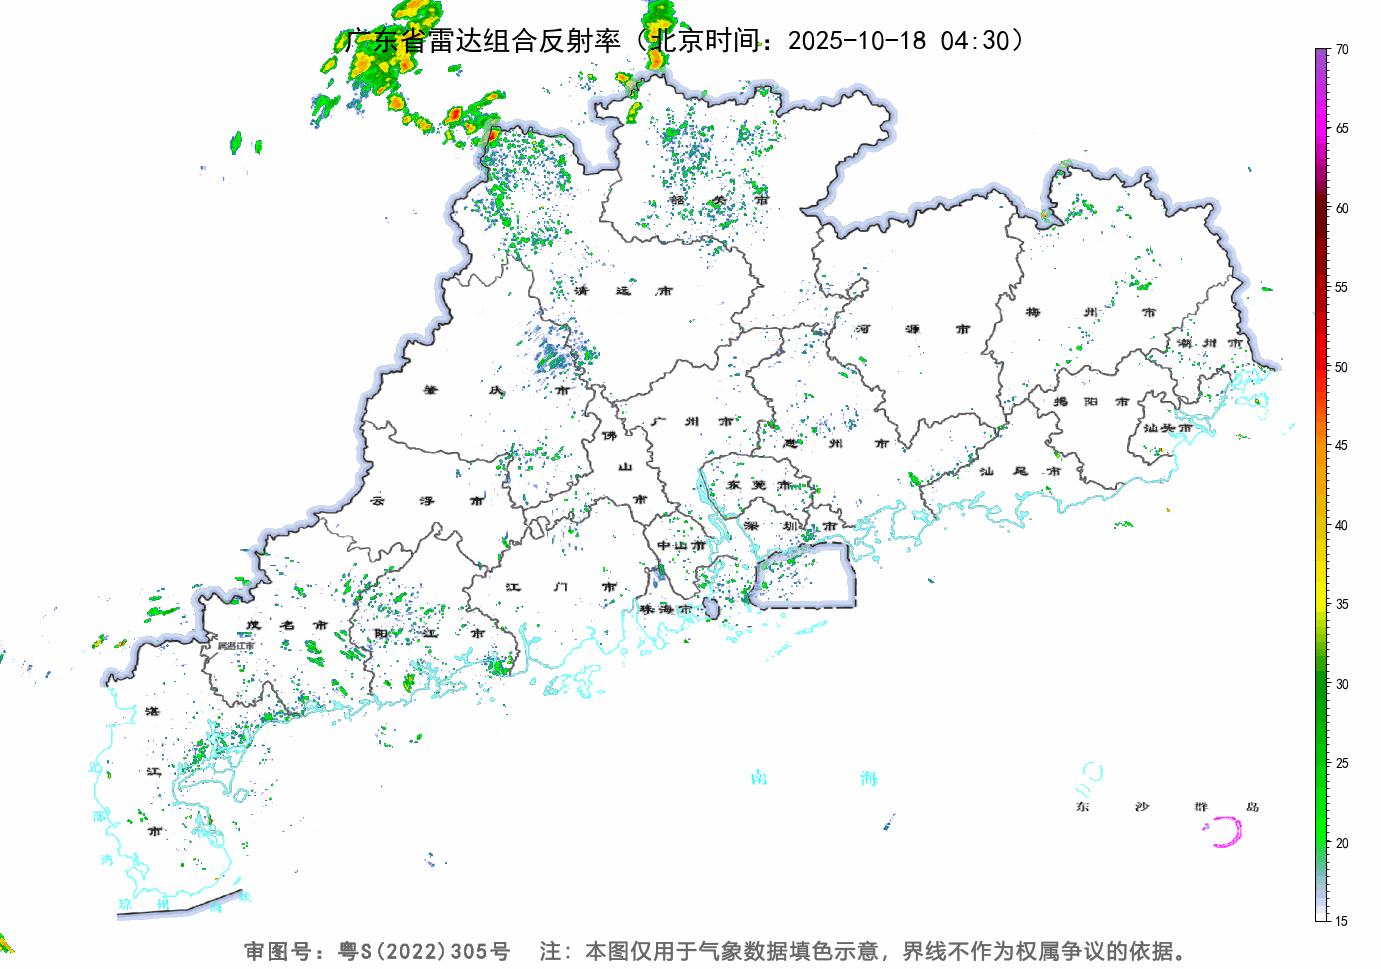 广东省雷达组合反射率（北京时间：2025-10-18 04:30）
70
65
60
55
50
45
40
35
30
25
20
15
韶关市
清远市
河源市
梅州市
潮州市
肇庆市
揭阳市
汕头市
广州市
佛山市
惠州市
汕尾市
东莞市
云浮市
深圳市
中山市
江门市
珠海市
茂名市
阳江市
属湛江市
湛江市
南海
东沙群岛
北部湾
琼州海峡
审图号：粤S(2022)305号 注：本图仅用于气象数据填色示意，界线不作为权属争议的依据。